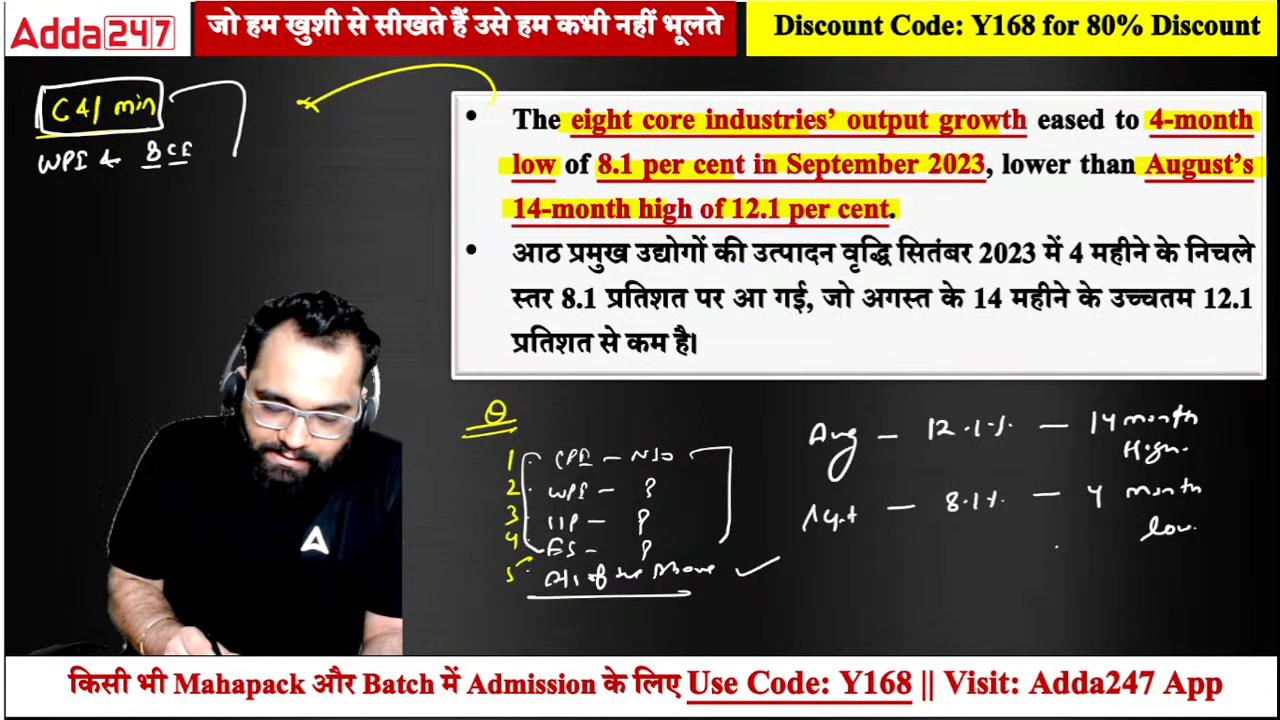 Adda247
जो हम खुशी से सीखते हैं उसे हम कभी नहीं भूलते
Discount Code: Y168 for 80% Discount
C&I min
WPI & 8 CI
• The eight core industries' output growth eased to 4-month
low of 8.1 per cent in September 2023, lower than August's
14-month high of 12.1 per cent.
• आठ प्रमुख उद्योगों की उत्पादन वृद्धि सितंबर 2023 में 4 महीने के निचले
स्तर 8.1 प्रतिशत पर आ गई, जो अगस्त के 14 महीने के उच्चतम 12.1
प्रतिशत से कम है।
Q
1 CPI – NSO
2 WPI – ?
3 IIP – ?
4 ES – ?
5 All of the Above
Aug – 12.1% – 14 month
High.
Sept – 8.1% – 4 month
low.
किसी भी Mahapack और Batch में Admission के लिए Use Code: Y168 || Visit: Adda247 App